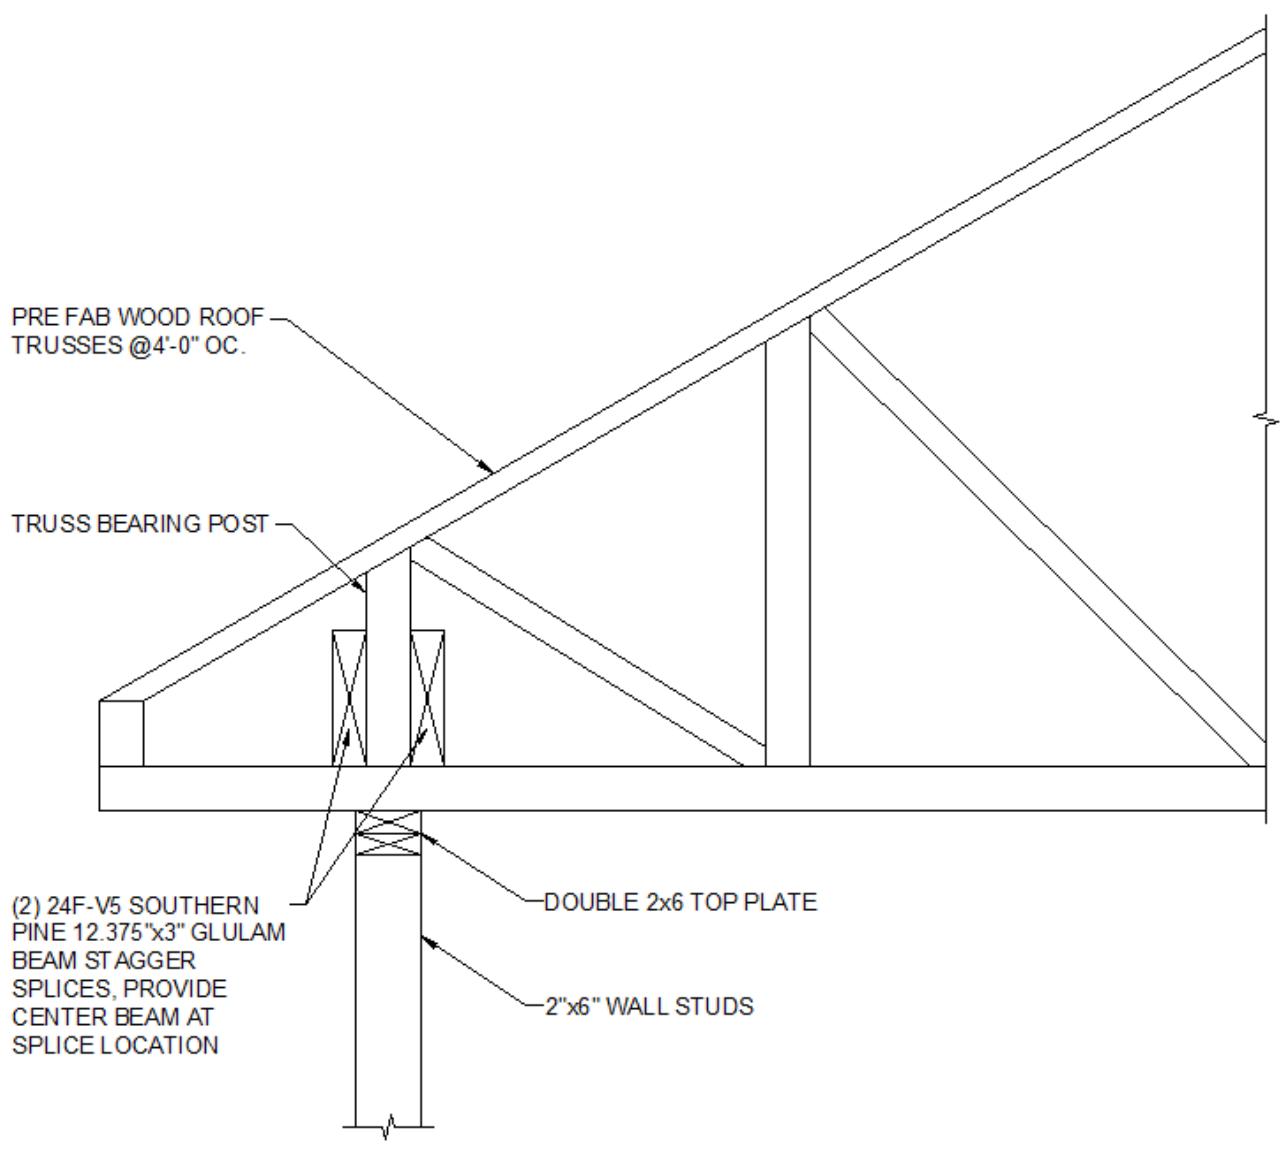 PRE FAB WOOD ROOF
TRUSSES @4'-0" OC.
TRUSS BEARING POST
(2) 24F-V5 SOUTHERN
PINE 12.375"x3" GLULAM
BEAM STAGGER
SPLICES, PROVIDE
CENTER BEAM AT
SPLICE LOCATION
DOUBLE 2x6 TOP PLATE
2"x6" WALL STUDS